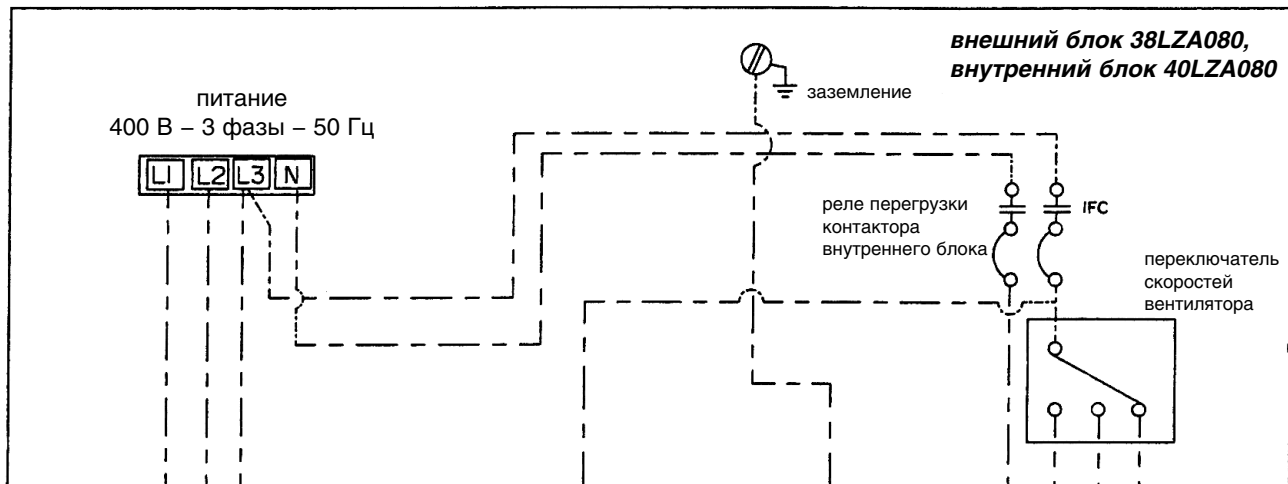 внешний блок 38LZA080,
внутренний блок 40LZA080
заземление
питание
400 В – 3 фазы – 50 Гц
L1 L2 L3 N
реле перегрузки
контактора
внутреннего блока
IFC
переключатель
скоростей
вентилятора